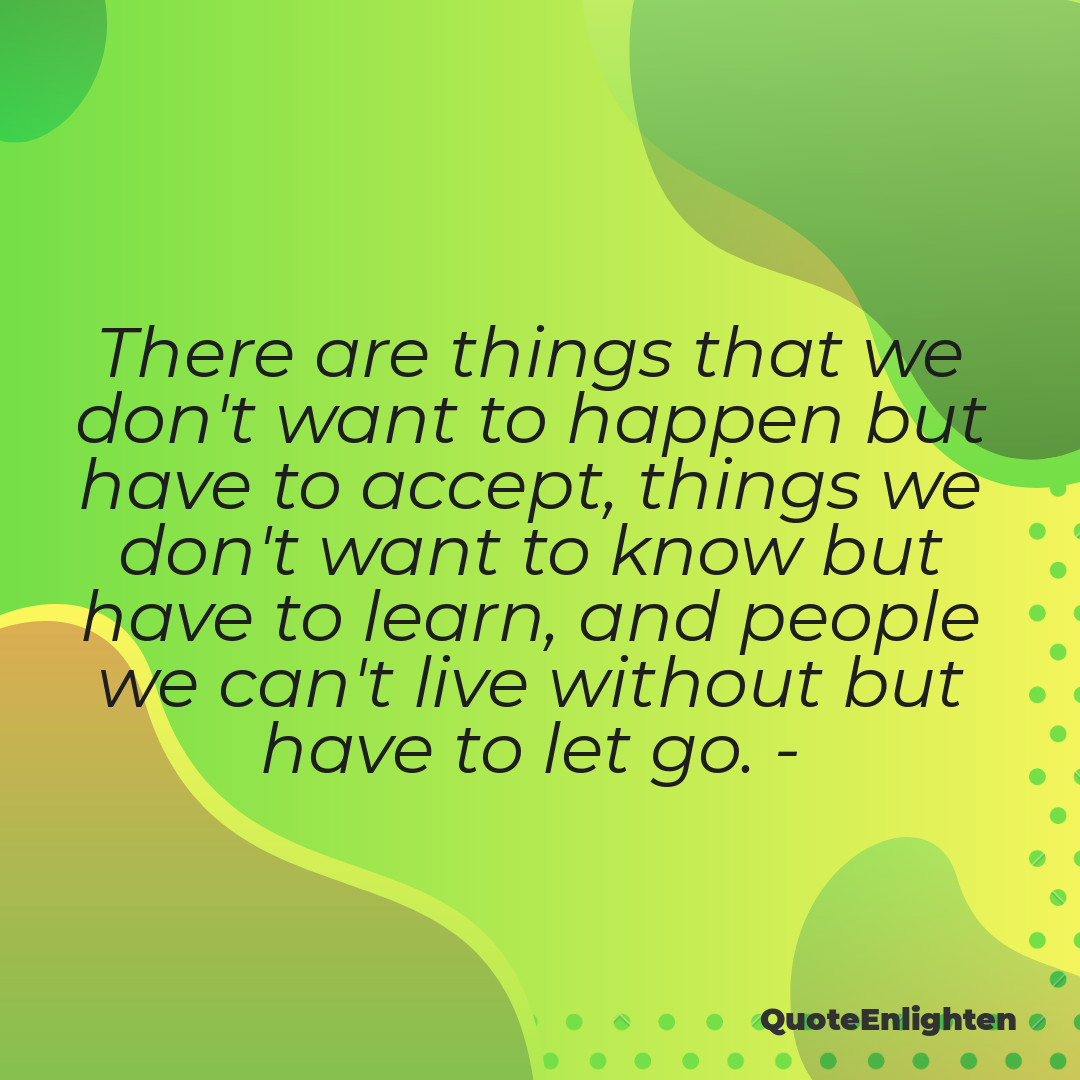 There are things that we
don't want to happen but
have to accept, things we
don't want to know but
have to learn, and people
we can't live without but
have to let go. -
QuoteEnlighten